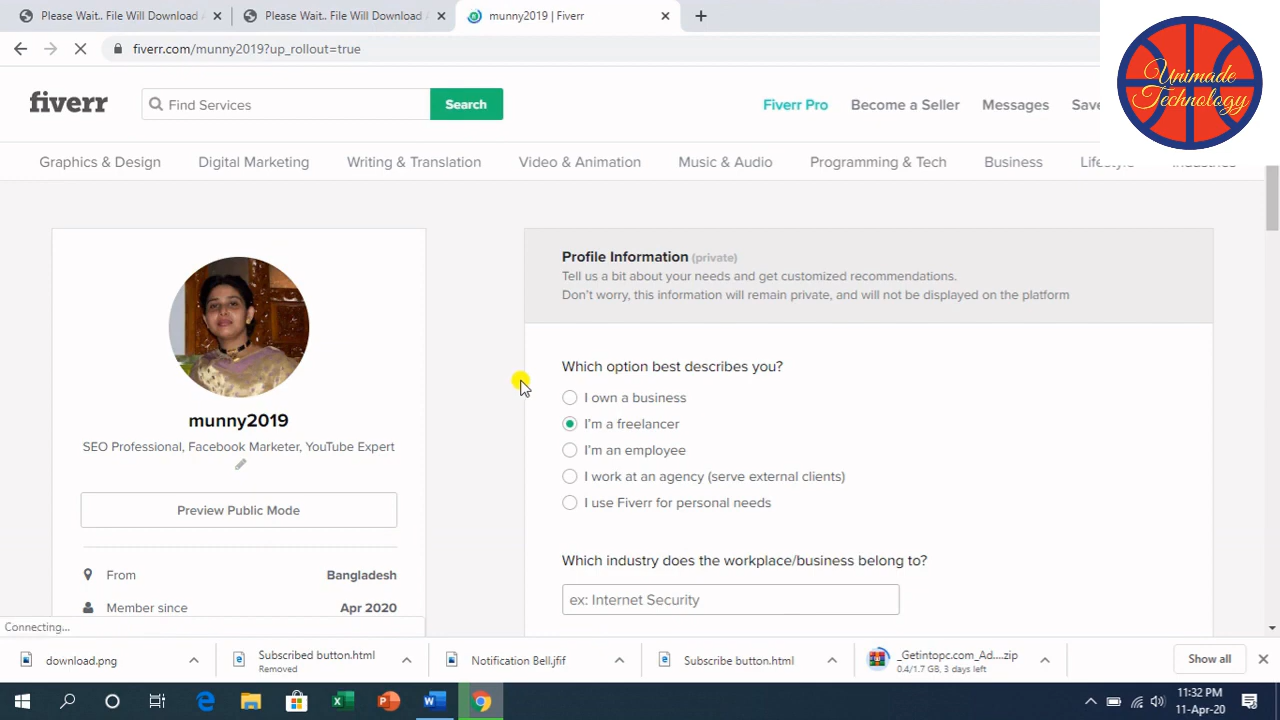 Please Wait.. File Will Download
Please Wait.. File Will Download
munny2019 | Fiverr
fiverr.com/munny2019?up_rollout=true
Unimade
Technology
fiverr
Find Services
Search
Fiverr Pro
Become a Seller
Messages
Save
Graphics & Design
Digital Marketing
Writing & Translation
Video & Animation
Music & Audio
Programming & Tech
Business
Lifestyle
Industries
Profile Information (private)
Tell us a bit about your needs and get customized recommendations.
Don't worry, this information will remain private, and will not be displayed on the platform
munny2019
SEO Professional, Facebook Marketer, YouTube Expert
Preview Public Mode
From Bangladesh
Member since Apr 2020
Which option best describes you?
I own a business
I'm a freelancer
I'm an employee
I work at an agency (serve external clients)
I use Fiverr for personal needs
Which industry does the workplace/business belong to?
ex: Internet Security
Connecting...
download.png
Subscribed button.html
Removed
Notification Bell.jfif
Subscribe button.html
_Getintopc.com_Ad....zip
0.4/1.7 GB, 3 days left
Show all
11:32 PM
11-Apr-20